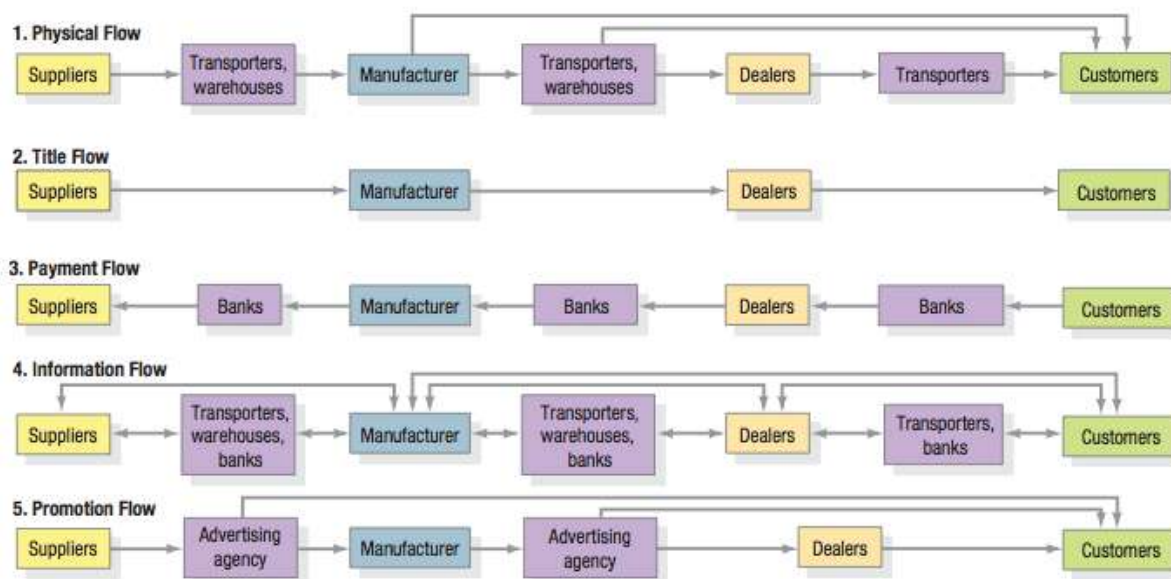 1. Physical Flow
Suppliers
Transporters,
warehouses
Manufacturer
Transporters,
warehouses
Dealers
Transporters
Customers
2. Title Flow
Suppliers
Manufacturer
Dealers
Customers
3. Payment Flow
Suppliers
Banks
Manufacturer
Banks
Dealers
Banks
Customers
4. Information Flow
Suppliers
Transporters,
warehouses,
banks
Manufacturer
Transporters,
warehouses,
banks
Dealers
Transporters,
banks
Customers
5. Promotion Flow
Suppliers
Advertising
agency
Manufacturer
Advertising
agency
Dealers
Customers